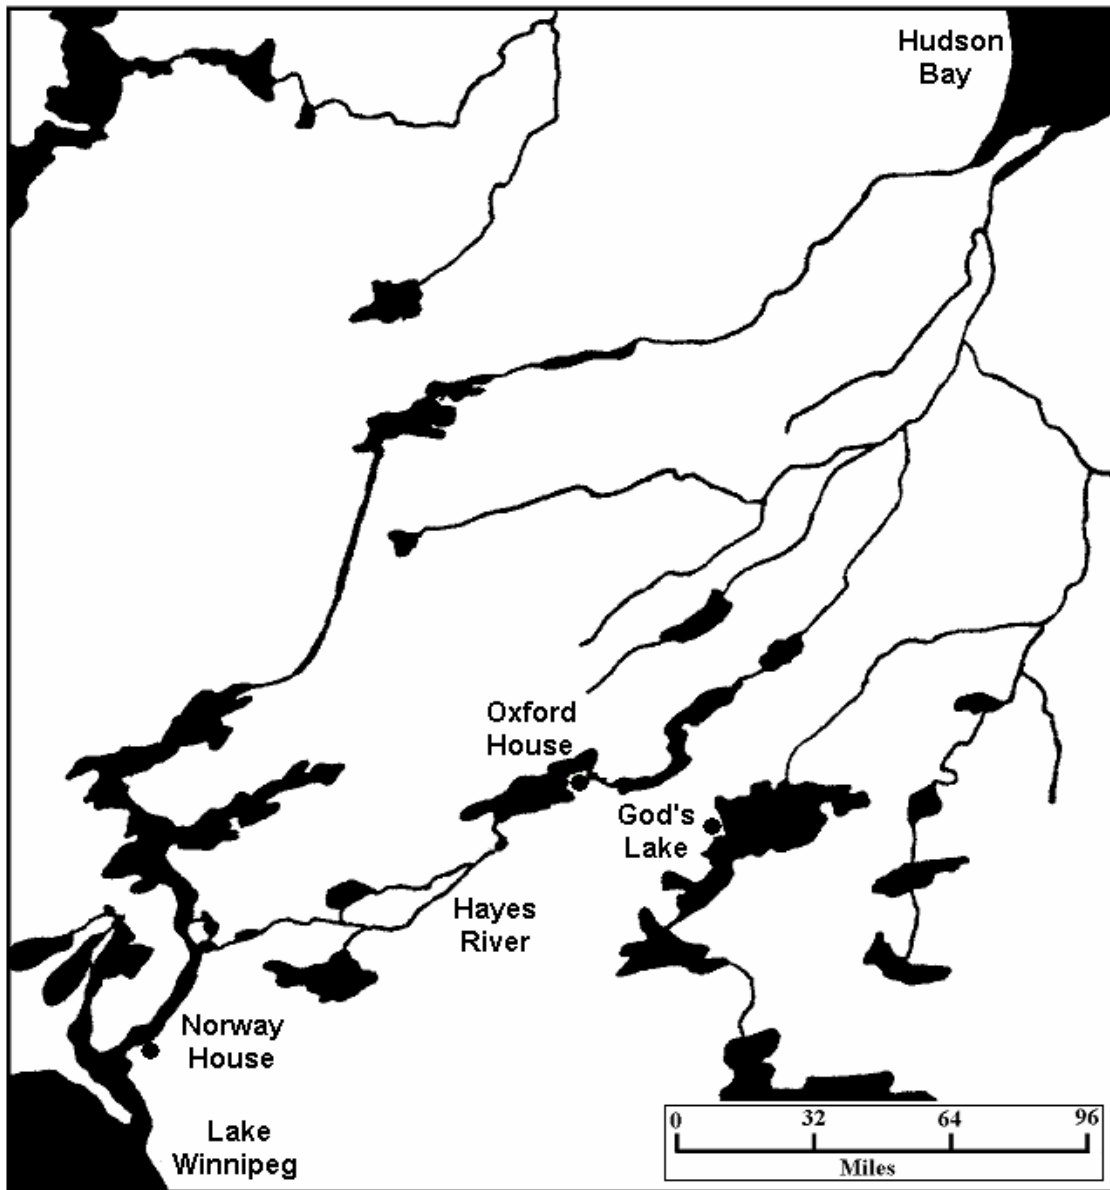 Hudson
Bay
Oxford
House
God's
Lake
Hayes
River
Norway
House
Lake
Winnipeg
0 32 64 96
Miles